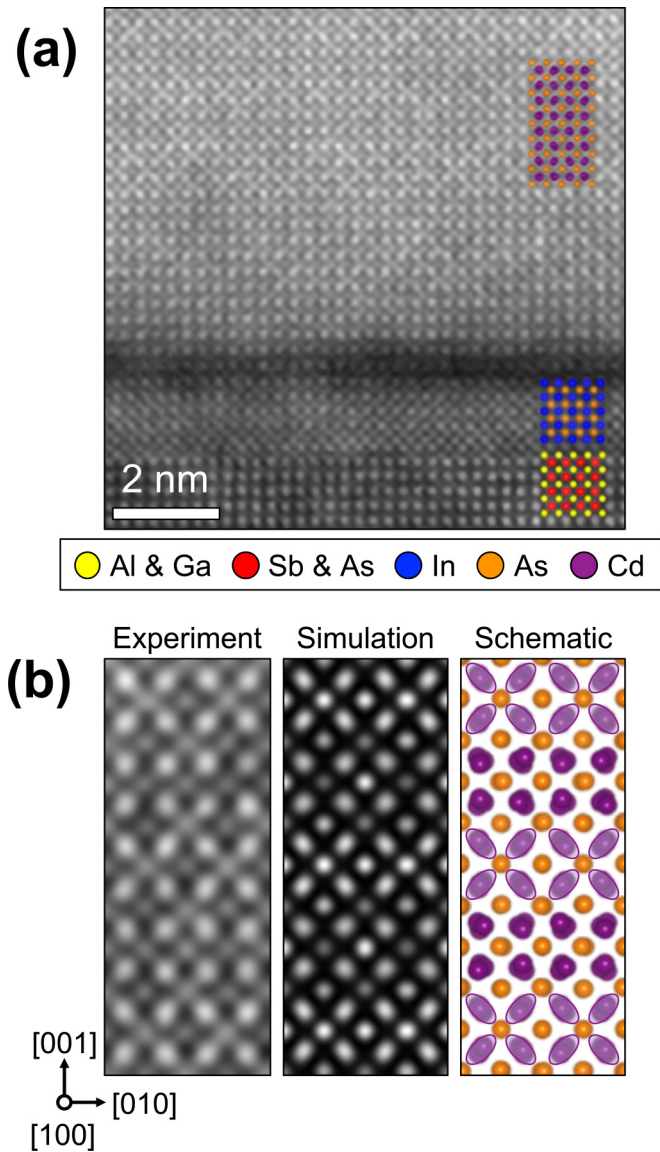 (a)
2 nm
Al & Ga Sb & As In As Cd
Experiment Simulation Schematic
(b)
[001]
[010]
[100]